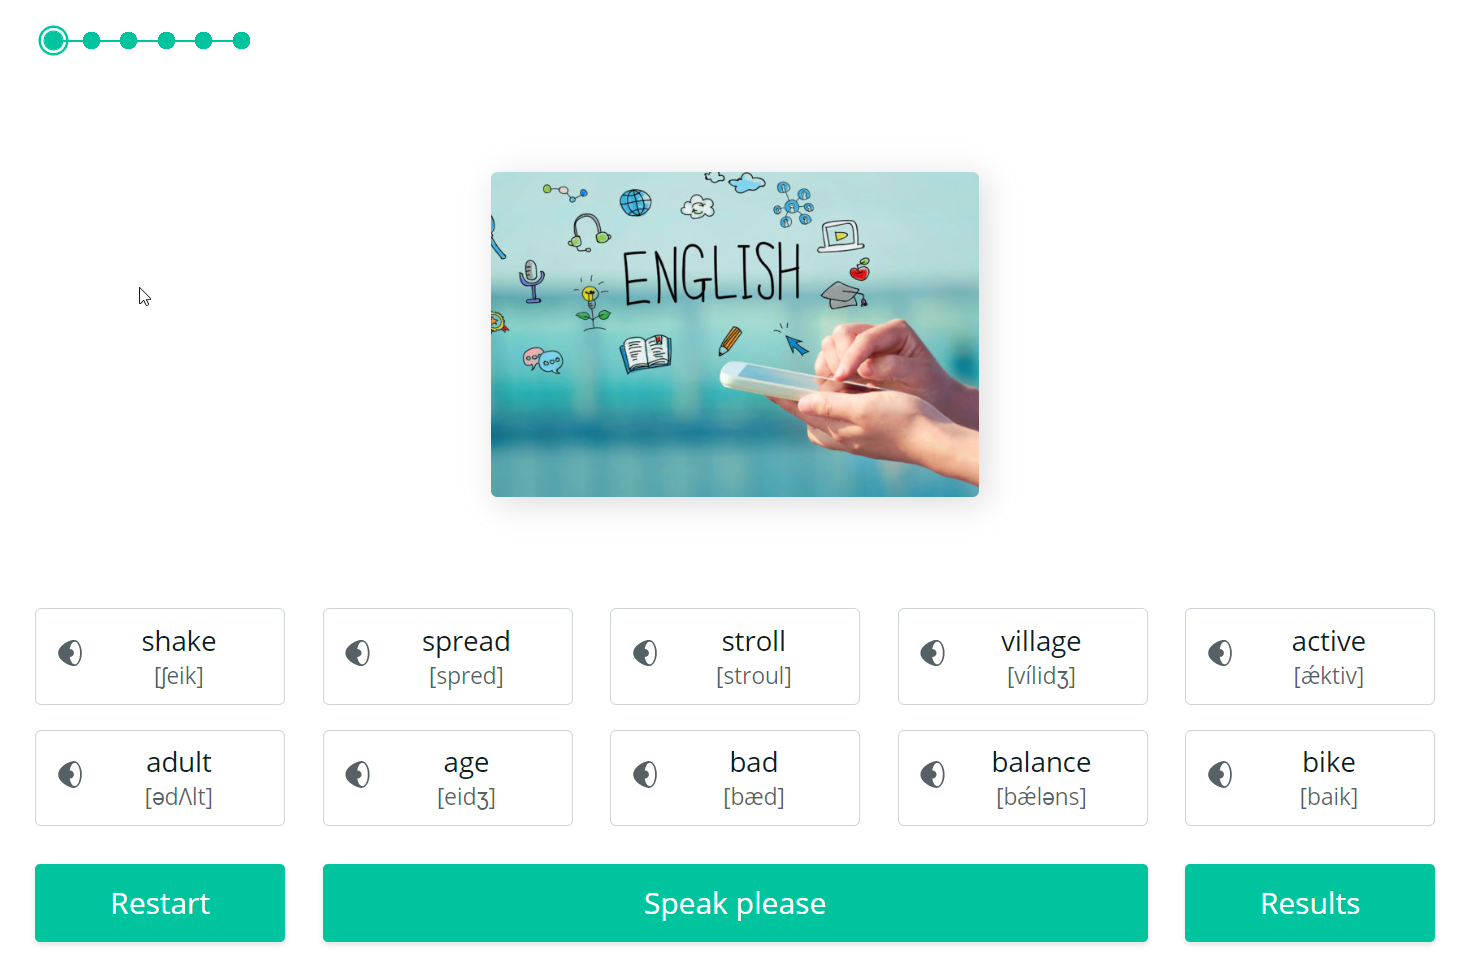 ENGLISH
shake
[ʃeik]
spread
[spred]
stroll
[stroul]
village
[vílidʒ]
active
[ǽktiv]
adult
[ədΛlt]
age
[eidʒ]
bad
[bæd]
balance
[bǽləns]
bike
[baik]
Restart
Speak please
Results